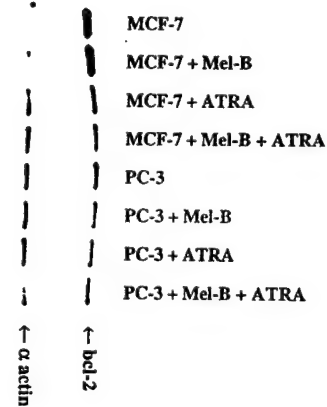 MCF-7
MCF-7 + Mel-B
MCF-7 + ATRA
MCF-7 + Mel-B + ATRA
PC-3
PC-3 + Mel-B
PC-3 + ATRA
PC-3 + Mel-B + ATRA
← bcl-2
← α actin